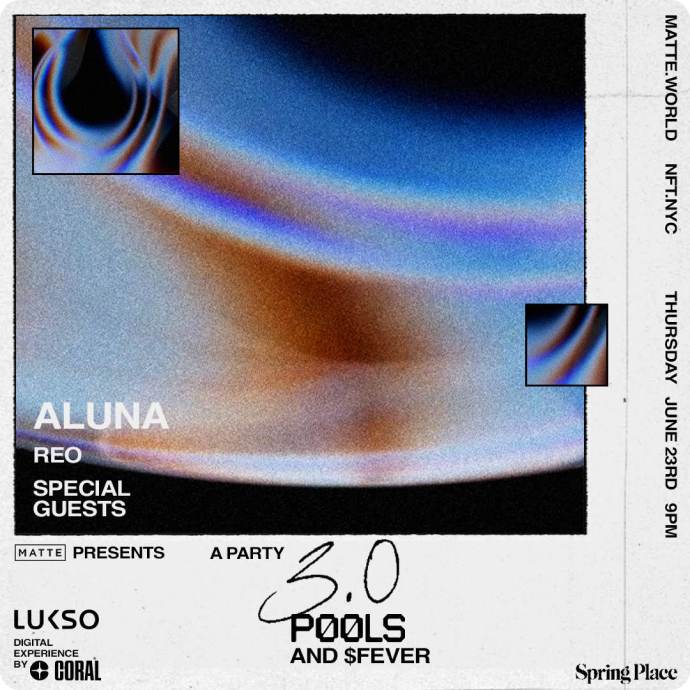 MATTE.WORLD NFT.NYC THURSDAY JUNE 23RD 9PM
ALUNA
REO
SPECIAL
GUESTS
MATTE PRESENTS A PARTY 3.0
LUKSO
DIGITAL
EXPERIENCE
BY CORAL
P00LS
AND $FEVER
Spring Place